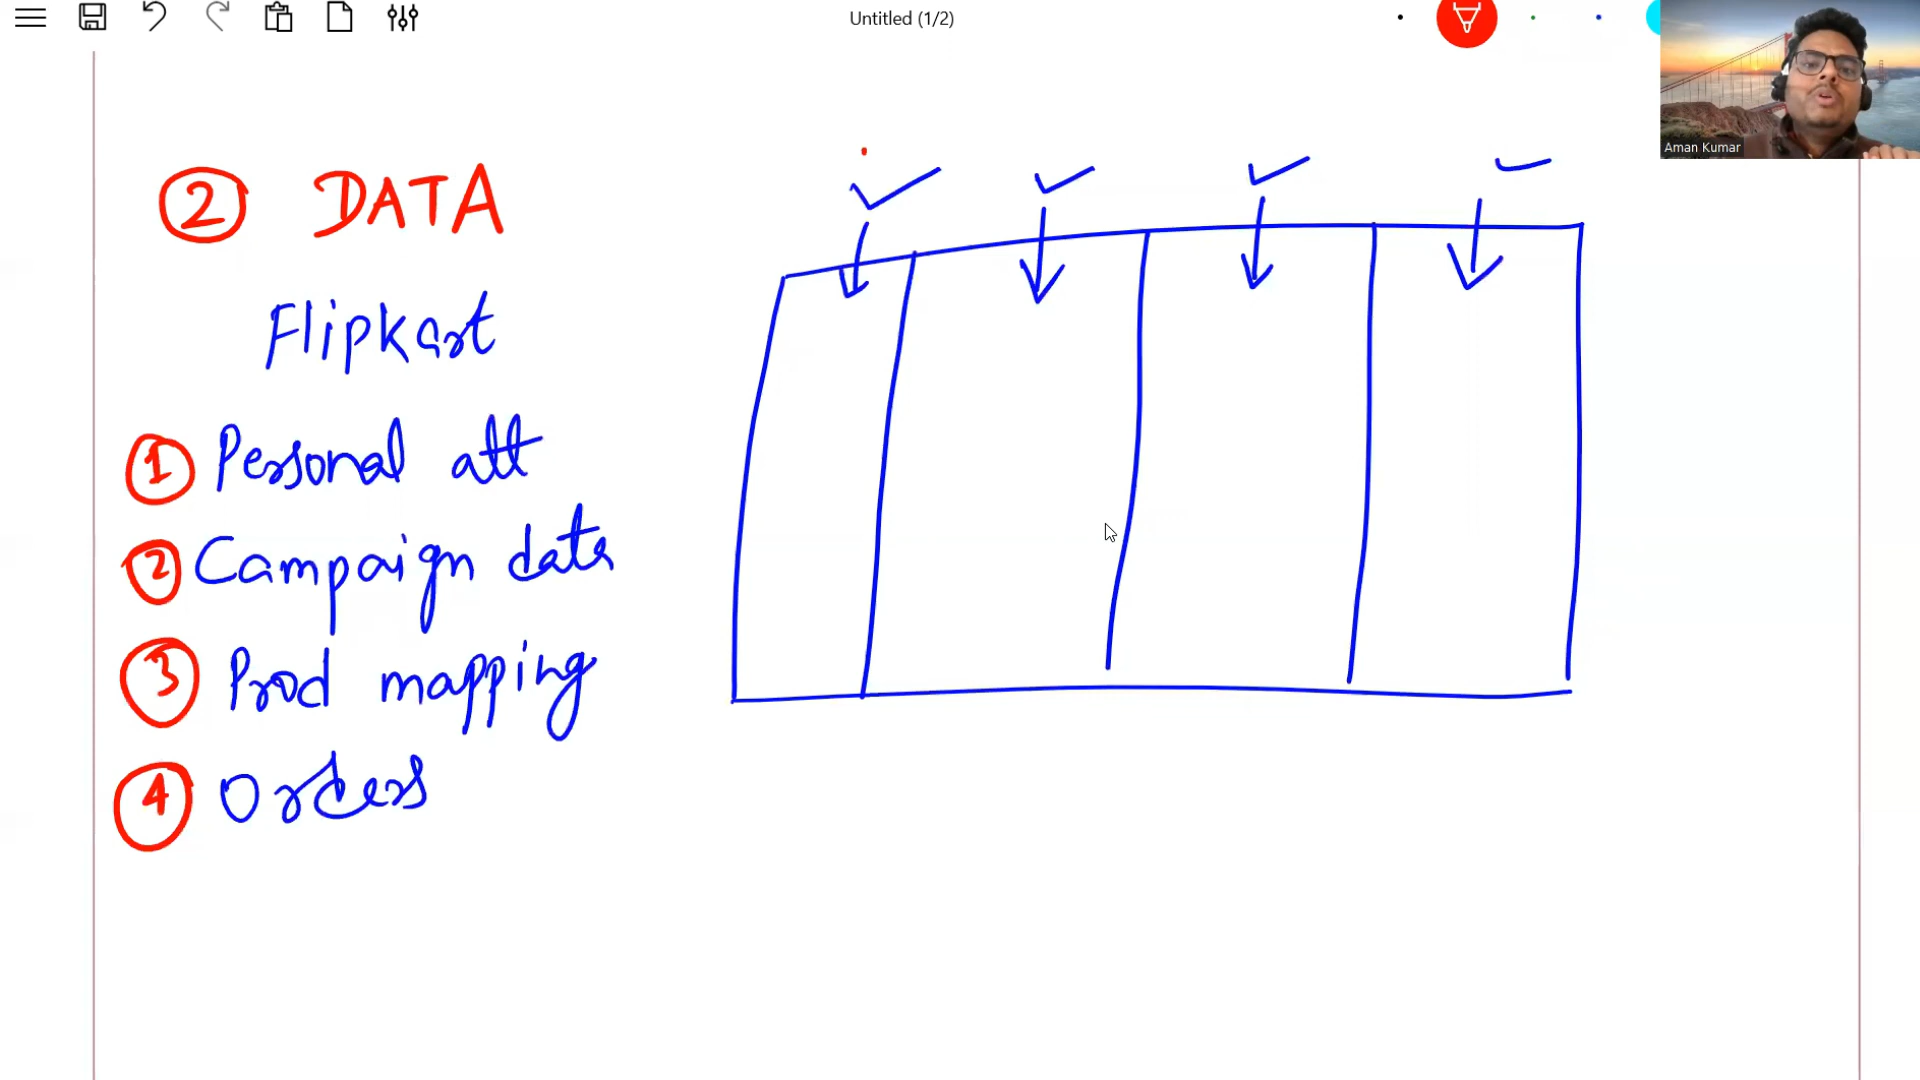 Untitled (1/2)
Aman Kumar
2 DATA
Flipkart
1 Personal att
2 Campaign data
3 Prod mapping
4 Orders